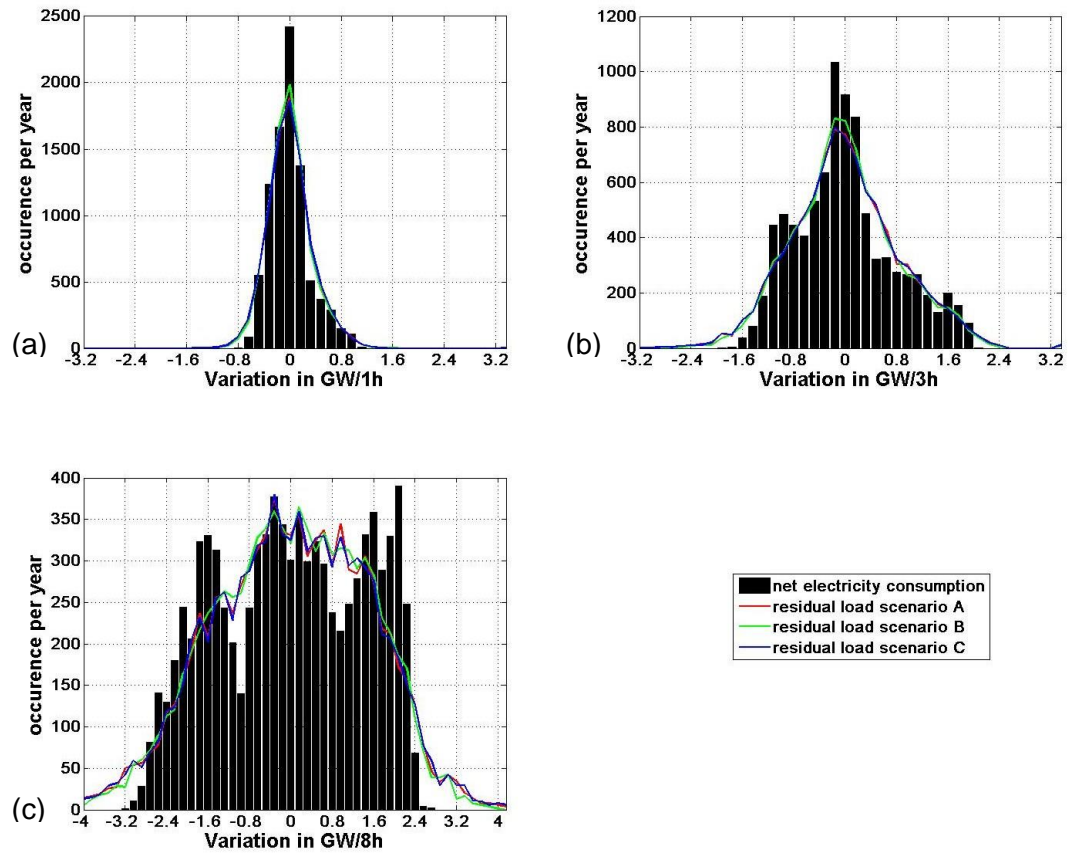 2500
2000
1500
1000
500
0
occurence per year
-3.2 -1.6 -0.8 0 0.8 1.6 3.2
Variation in GW/1h
(a)
1200
1000
800
600
400
200
0
occurence per year
-3.2 -2.4 -1.6 -0.8 0 0.8 1.6 2.4 3.2
Variation in GW/3h
(b)
400
350
300
250
200
150
100
50
0
occurence per year
-4 -3.2 -2.4 -1.6 -0.8 0 0.8 1.6 2.4 3.2 4
Variation in GW/8h
(c)
net electricity consumption
residual load scenario A
residual load scenario B
residual load scenario C